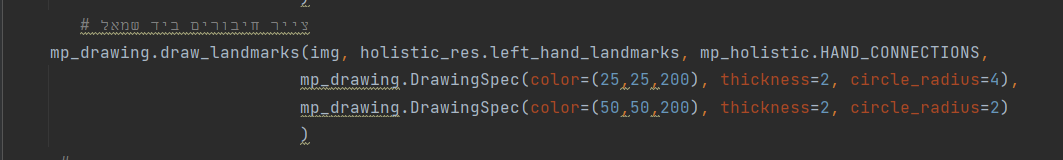 # צייר חיבורים ביד שמאל
mp_drawing.draw_landmarks(img, holistic_res.left_hand_landmarks, mp_holistic.HAND_CONNECTIONS,
mp_drawing.DrawingSpec(color=(25,25,200), thickness=2, circle_radius=4),
mp_drawing.DrawingSpec(color=(50,50,200), thickness=2, circle_radius=2)
)